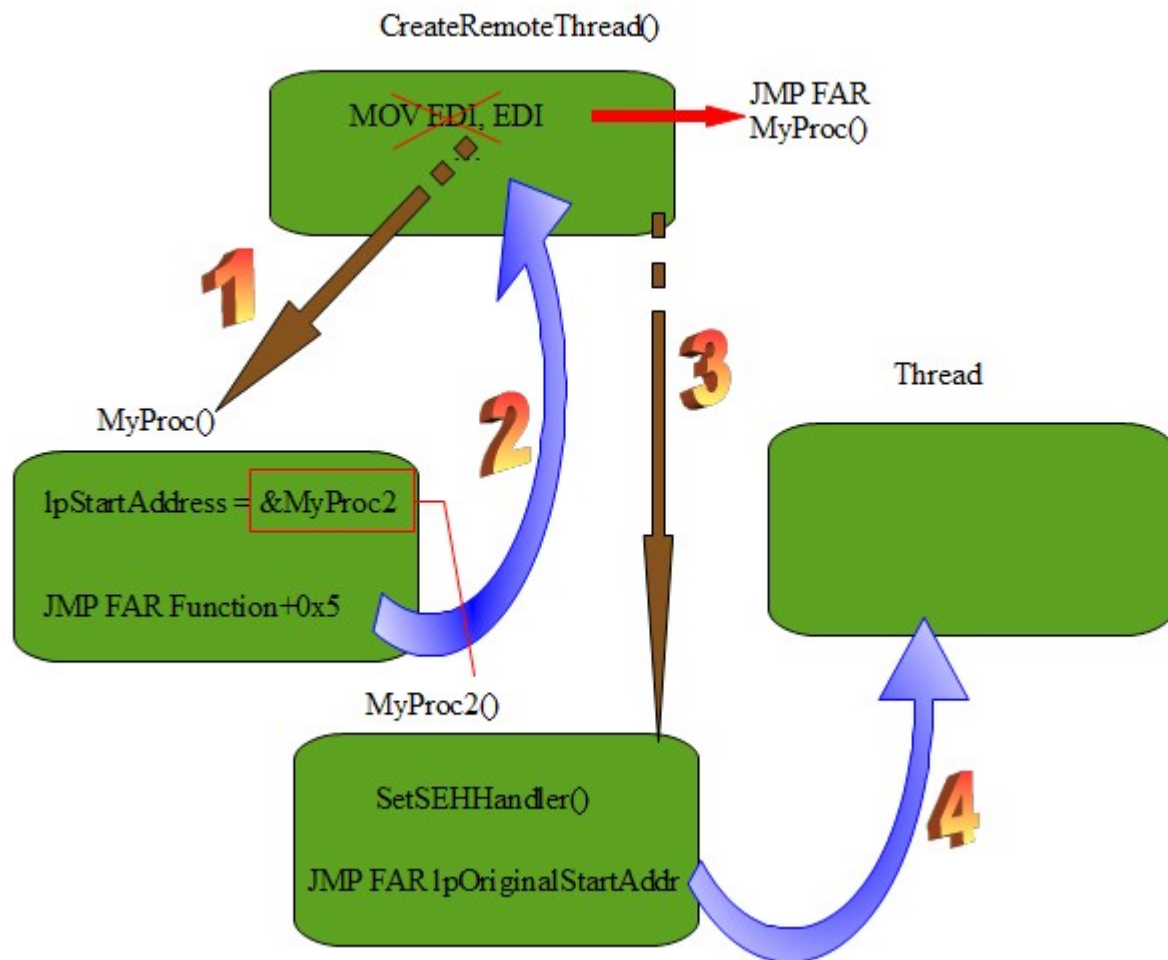 CreateRemoteThread()
MOV EDI, EDI
...
JMP FAR
MyProc()
1
2
3
Thread
MyProc()
lpStartAddress = &MyProc2
JMP FAR Function+0x5
MyProc2()
SetSEHHandler()
JMP FAR lpOriginalStartAddr
4